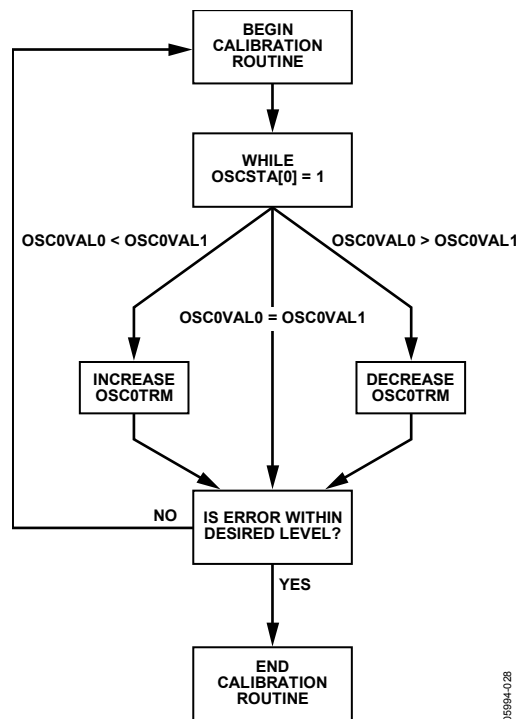 BEGIN
CALIBRATION
ROUTINE
WHILE
OSCSTA[0] = 1
OSC0VAL0 < OSC0VAL1
OSC0VAL0 > OSC0VAL1
OSC0VAL0 = OSC0VAL1
INCREASE
OSC0TRM
DECREASE
OSC0TRM
NO
IS ERROR WITHIN
DESIRED LEVEL?
YES
END
CALIBRATION
ROUTINE
05994-028